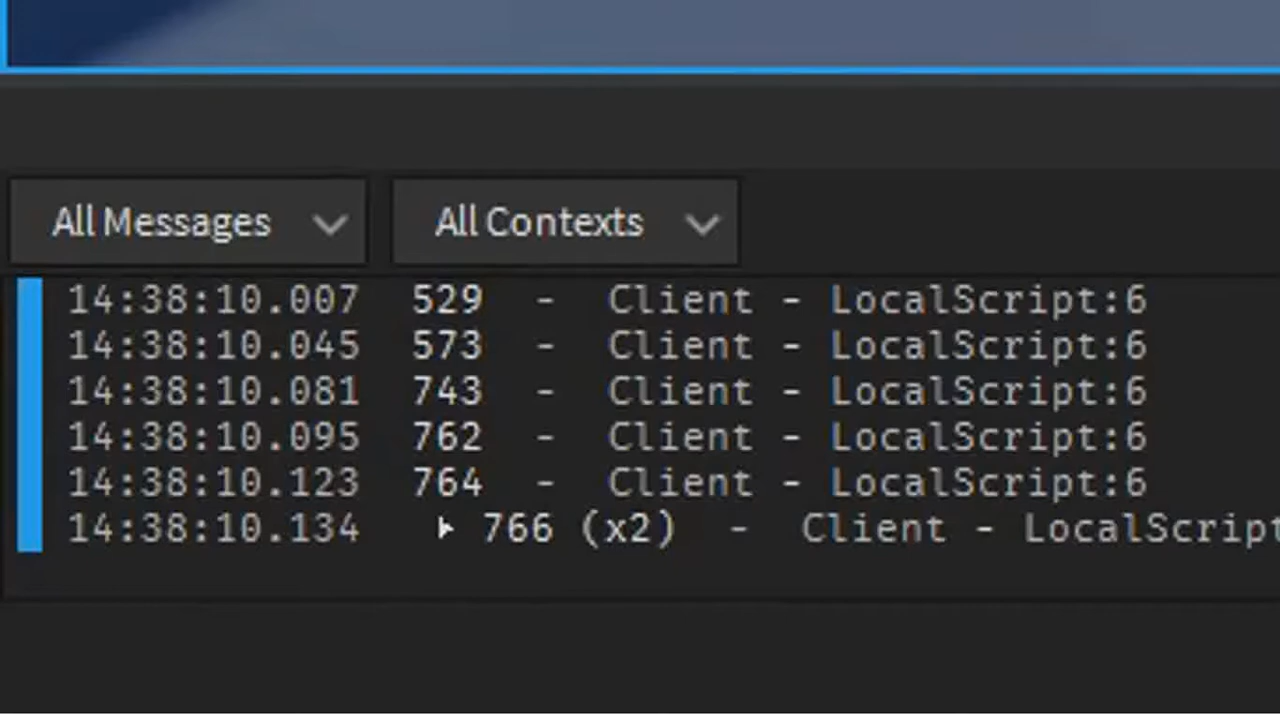 All Messages All Contexts
14:38:10.007 529 - Client - LocalScript:6
14:38:10.045 573 - Client - LocalScript:6
14:38:10.081 743 - Client - LocalScript:6
14:38:10.095 762 - Client - LocalScript:6
14:38:10.123 764 - Client - LocalScript:6
14:38:10.134 766 (x2) - Client - LocalScript